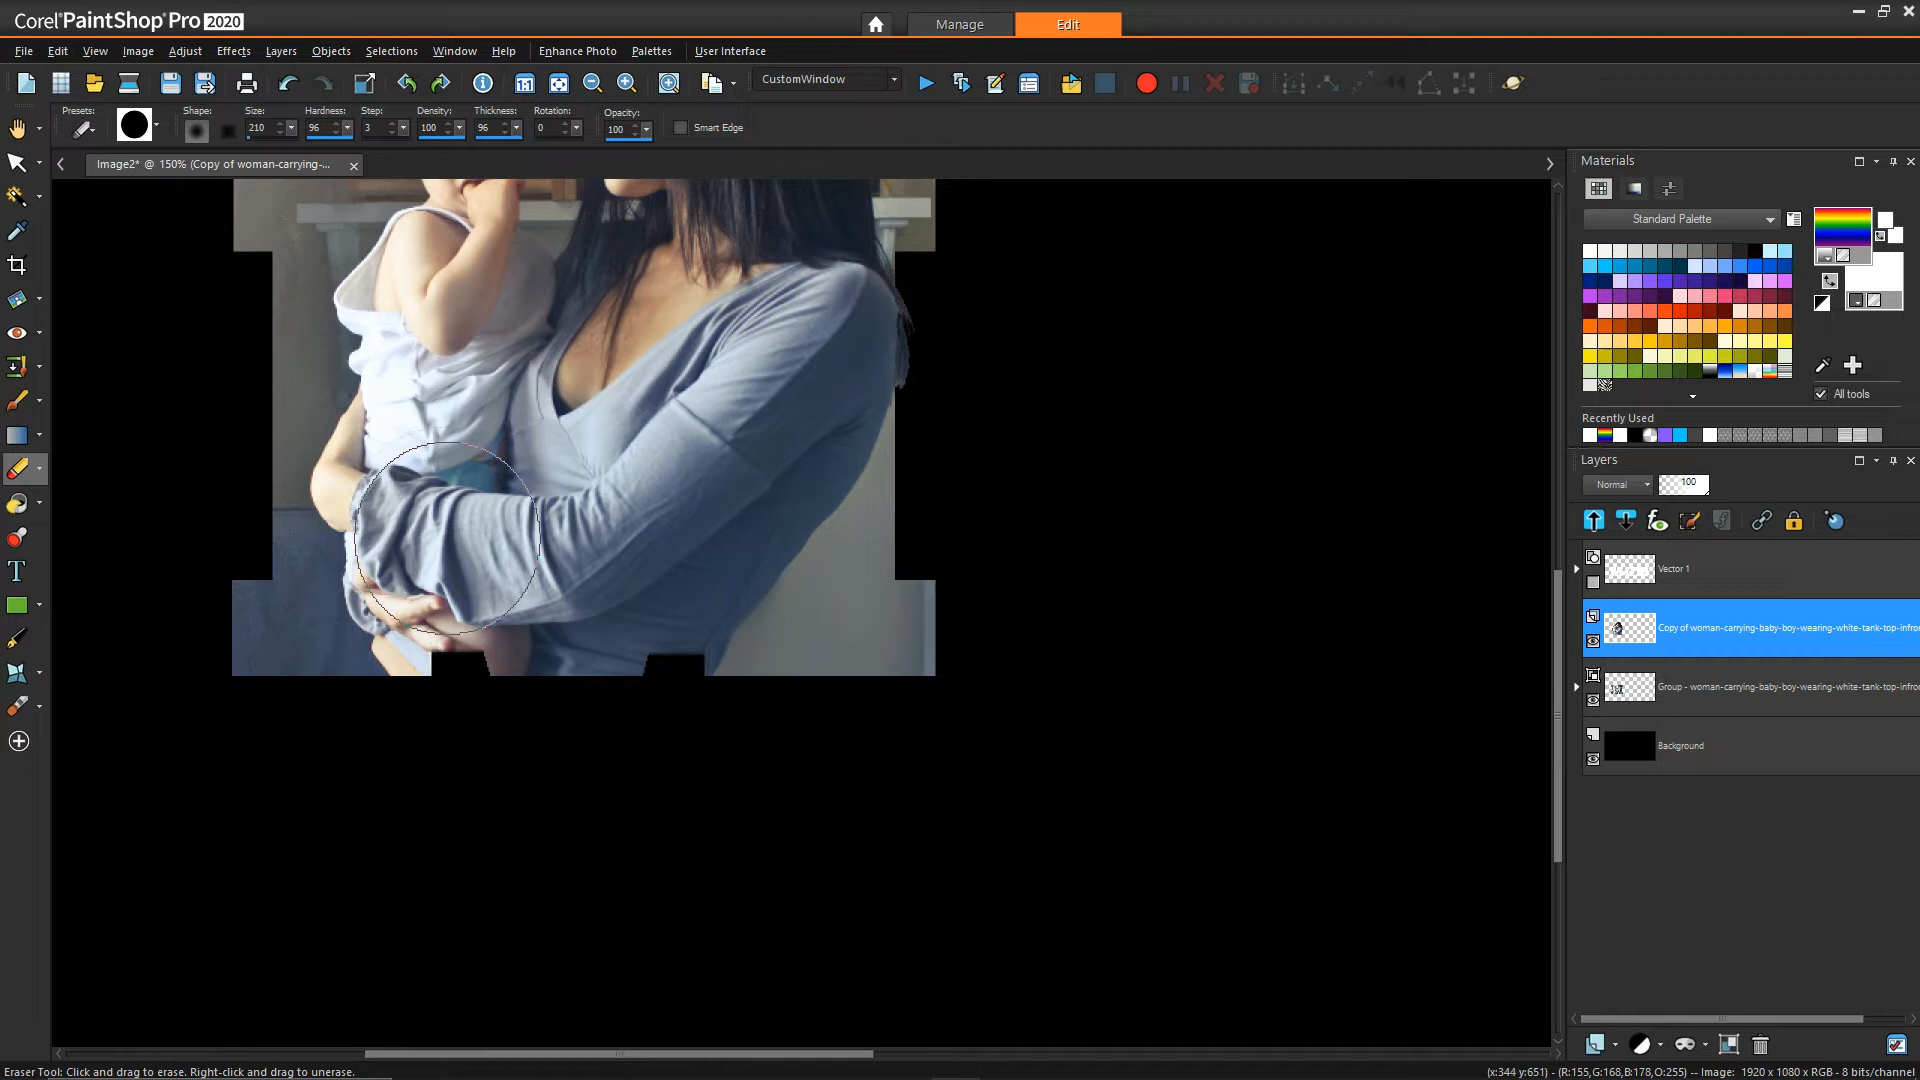 Corel PaintShop Pro 2020
Manage
Edit
File Edit View Image Adjust Effects Layers Objects Selections Window Help Enhance Photo Palettes User Interface
CustomWindow
Presets: Shape: Size: Hardness: Step: Density: Thickness: Rotation: Opacity:
210 96 3 100 96 0 100 Smart Edge
Image2* @ 150% (Copy of woman-carrying-...
Materials
Standard Palette
All tools
Recently Used
Layers
Normal 100
Vector 1
Copy of woman-carrying-baby-boy-wearing-white-tank-top-infro
Group - woman-carrying-baby-boy-wearing-white-tank-top-infro
Background
Eraser Tool: Click and drag to erase. Right-click and drag to unerase.
(x:344 y:651) - (R:155,G:168,B:178,O:255) -- Image: 1920 x 1080 x RGB - 8 bits/channel